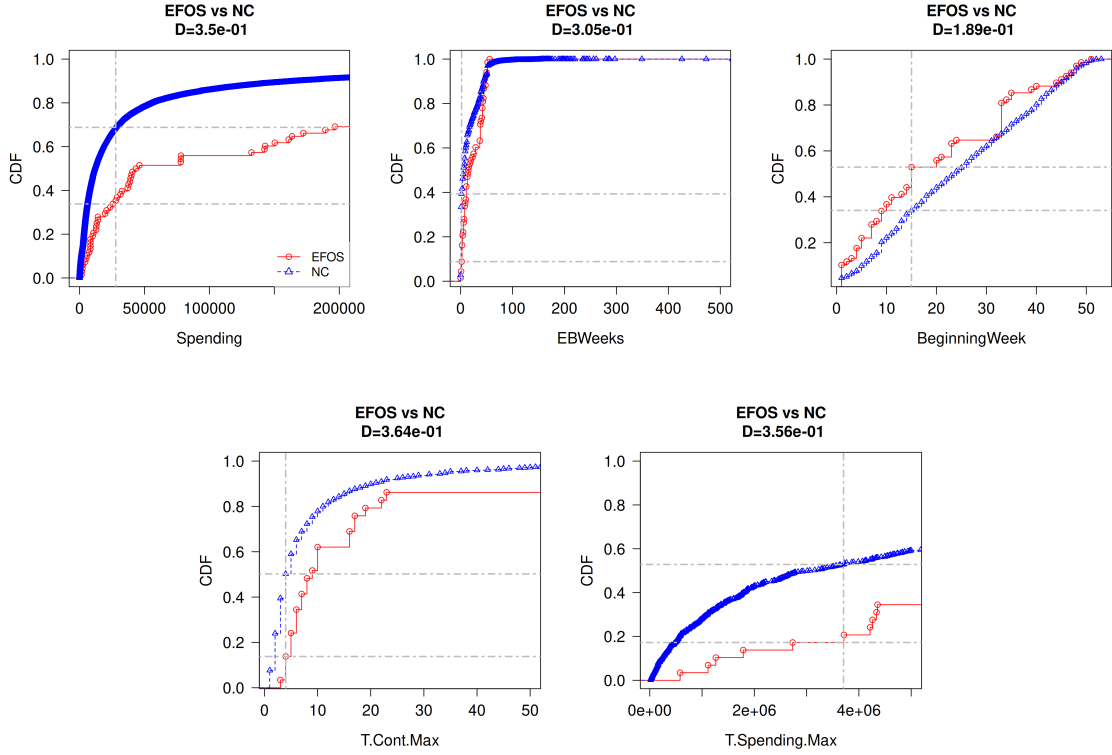 EFOS vs NC
D=3.5e-01
CDF
1.0
0.8
0.6
0.4
0.2
0.0
EFOS
NC
0 50000 100000 200000
Spending
EFOS vs NC
D=3.05e-01
CDF
1.0
0.8
0.6
0.4
0.2
0.0
0 100 200 300 400 500
EBWeeks
EFOS vs NC
D=1.89e-01
CDF
1.0
0.8
0.6
0.4
0.2
0 10 20 30 40 50
BeginningWeek
EFOS vs NC
D=3.64e-01
CDF
1.0
0.8
0.6
0.4
0.2
0.0
0 10 20 30 40 50
T.Cont.Max
EFOS vs NC
D=3.56e-01
CDF
1.0
0.8
0.6
0.4
0.2
0.0
0e+00 2e+06 4e+06
T.Spending.Max